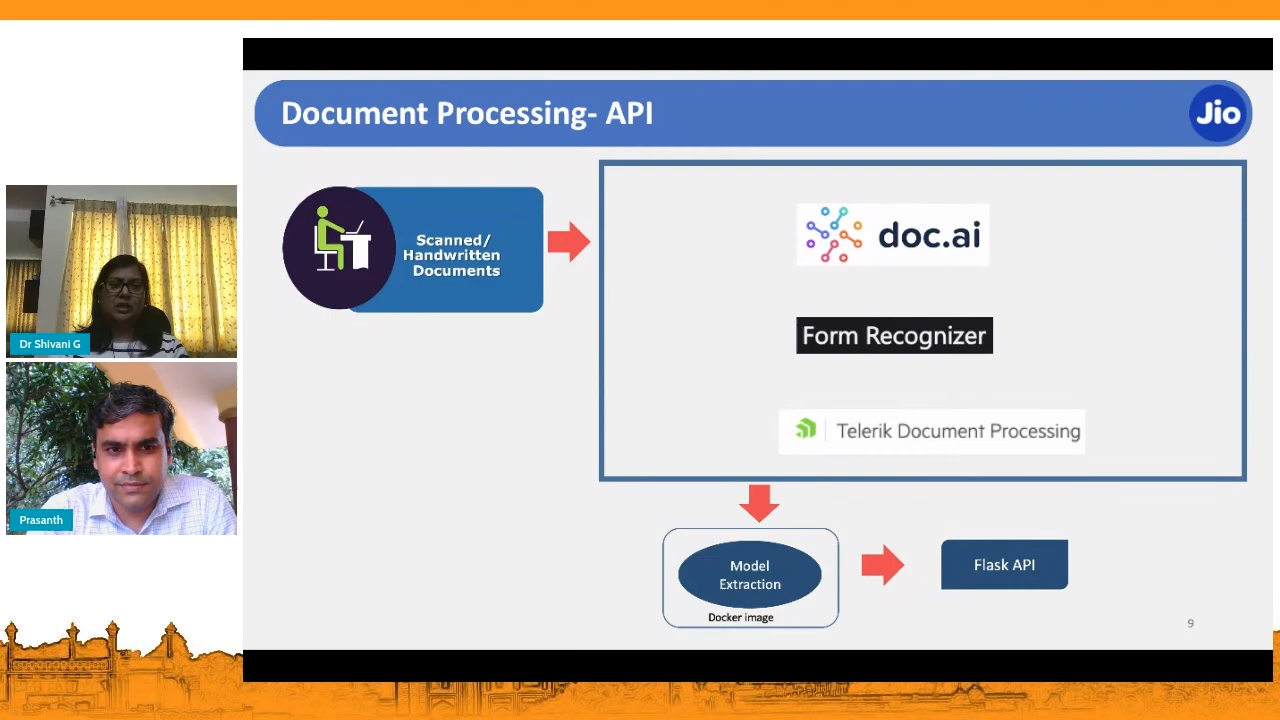 Document Processing- API
Jio
Scanned/
Handwritten
Documents
doc.ai
Form Recognizer
Telerik Document Processing
Model
Extraction
Docker image
Flask API
9
Dr Shivani G
Prasanth